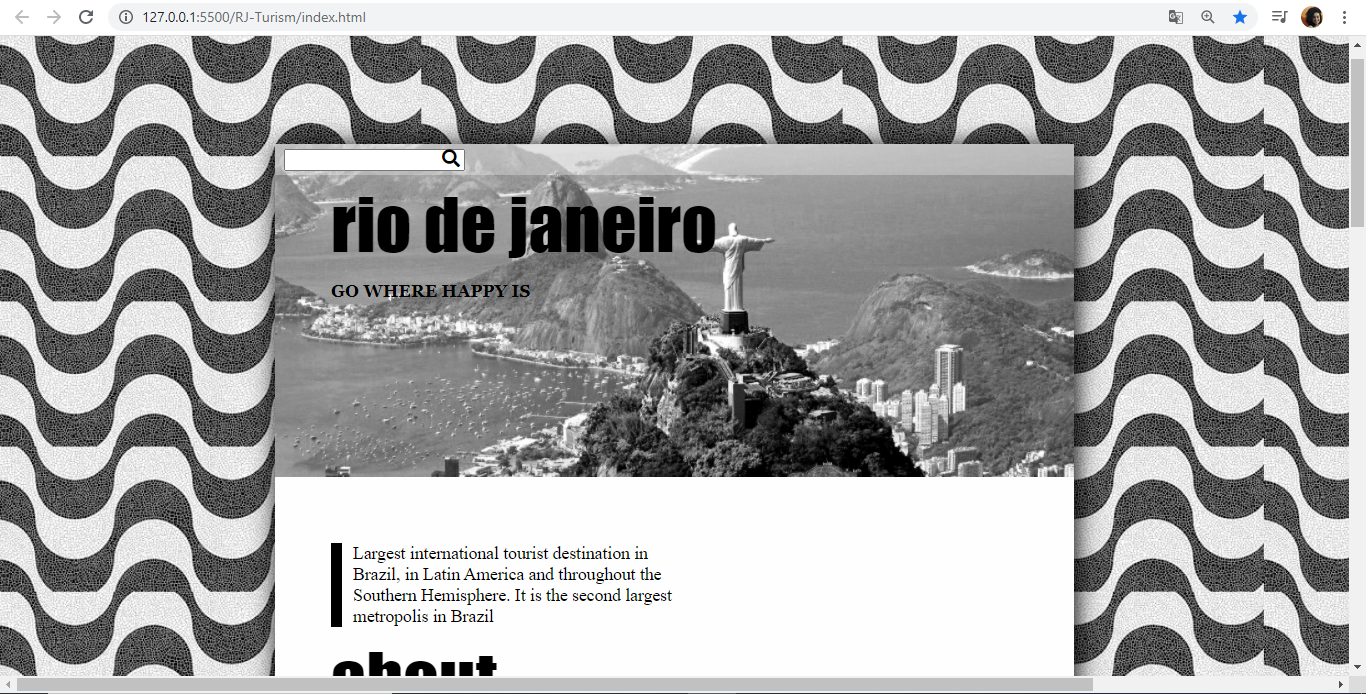 127.0.0.1:5500/RJ-Turism/index.html
rio de janeiro
GO WHERE HAPPY IS
Largest international tourist destination in
Brazil, in Latin America and throughout the
Southern Hemisphere. It is the second largest
metropolis in Brazil
about